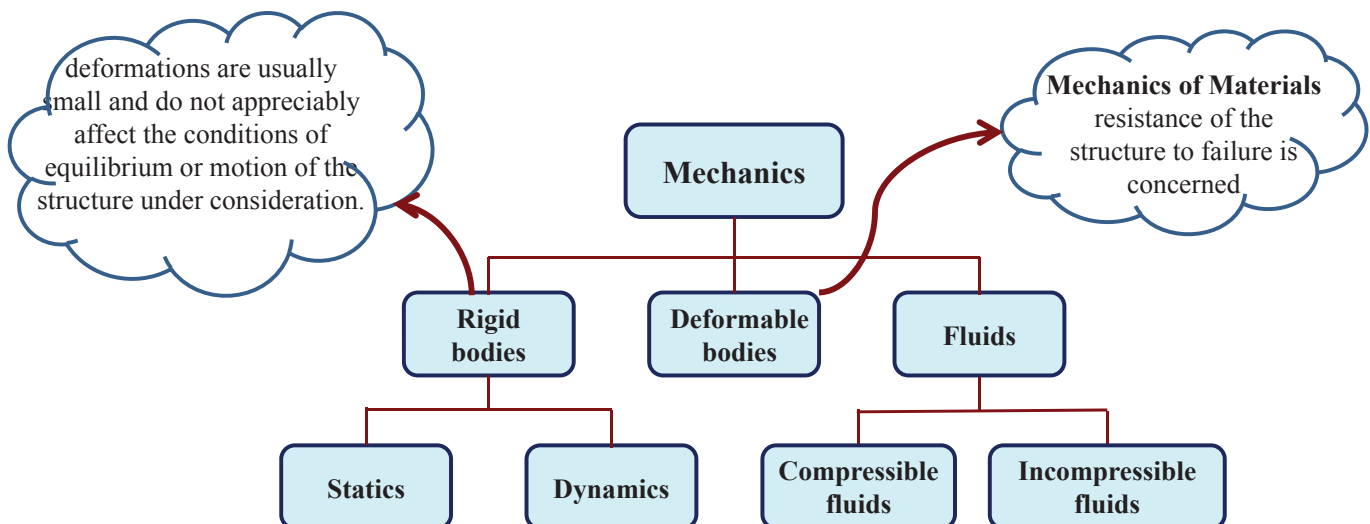 deformations are usually
small and do not appreciably
affect the conditions of
equilibrium or motion of the
structure under consideration.
Mechanics of Materials
resistance of the
structure to failure is
concerned
Mechanics
Rigid
bodies
Deformable
bodies
Fluids
Statics
Dynamics
Compressible
fluids
Incompressible
fluids